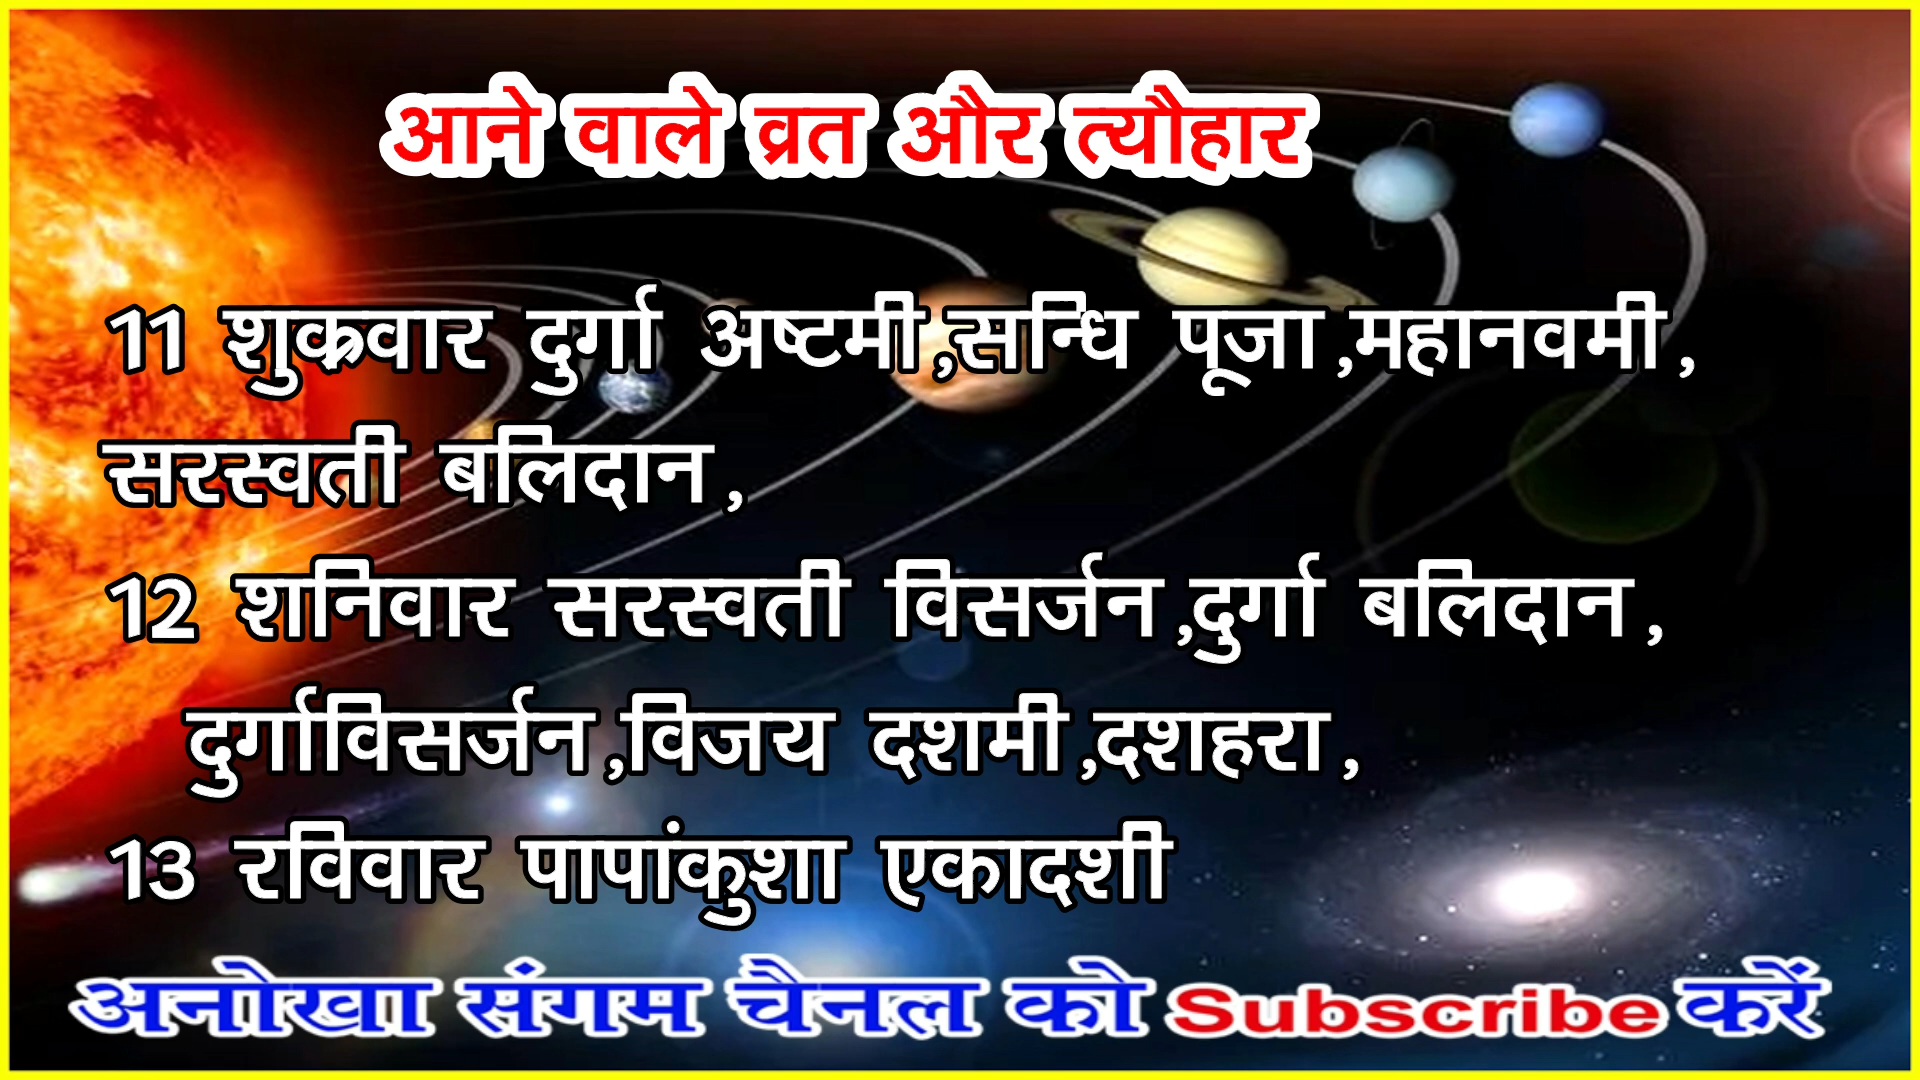 आने वाले व्रत और त्यौहार
11 शुक्रवार दुर्गा अष्टमी,सन्धि पूजा,महानवमी,
सरस्वती बलिदान,
12 शनिवार सरस्वती विसर्जन,दुर्गा बलिदान,
दुर्गाविसर्जन,विजय दशमी,दशहरा,
13 रविवार पापांकुशा एकादशी
अनोखा संगम चैनल को Subscribe करें